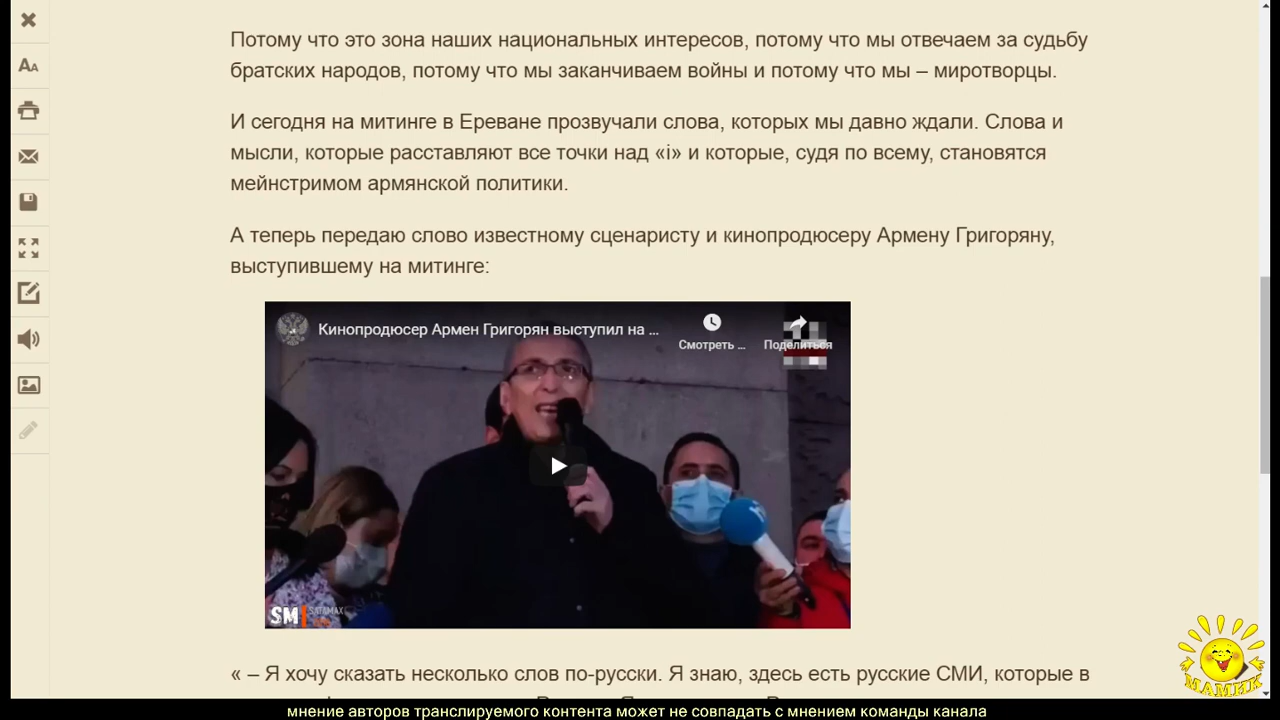 Потому что это зона наших национальных интересов, потому что мы отвечаем за судьбу
братских народов, потому что мы заканчиваем войны и потому что мы – миротворцы.
И сегодня на митинге в Ереване прозвучали слова, которых мы давно ждали. Слова и
мысли, которые расставляют все точки над «i» и которые, судя по всему, становятся
мейнстримом армянской политики.
А теперь передаю слово известному сценаристу и кинопродюсеру Армену Григоряну,
выступившему на митинге:
Кинопродюсер Армен Григорян выступил на ...
Смотреть ...
Поделиться
SM
SATAMAX
« – Я хочу сказать несколько слов по-русски. Я знаю, здесь есть русские СМИ, которые в
МАМИК
мнение авторов транслируемого контента может не совпадать с мнением команды канала